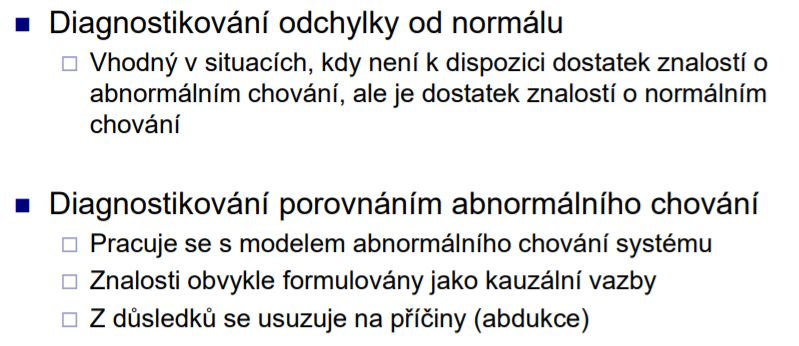 Diagnostikování odchylky od normálu
Vhodný v situacích, kdy není k dispozici dostatek znalostí o
abnormálním chování, ale je dostatek znalostí o normálním
chování
Diagnostikování porovnáním abnormálního chování
Pracuje se s modelem abnormálního chování systému
Znalosti obvykle formulovány jako kauzální vazby
Z důsledků se usuzuje na příčiny (abdukce)